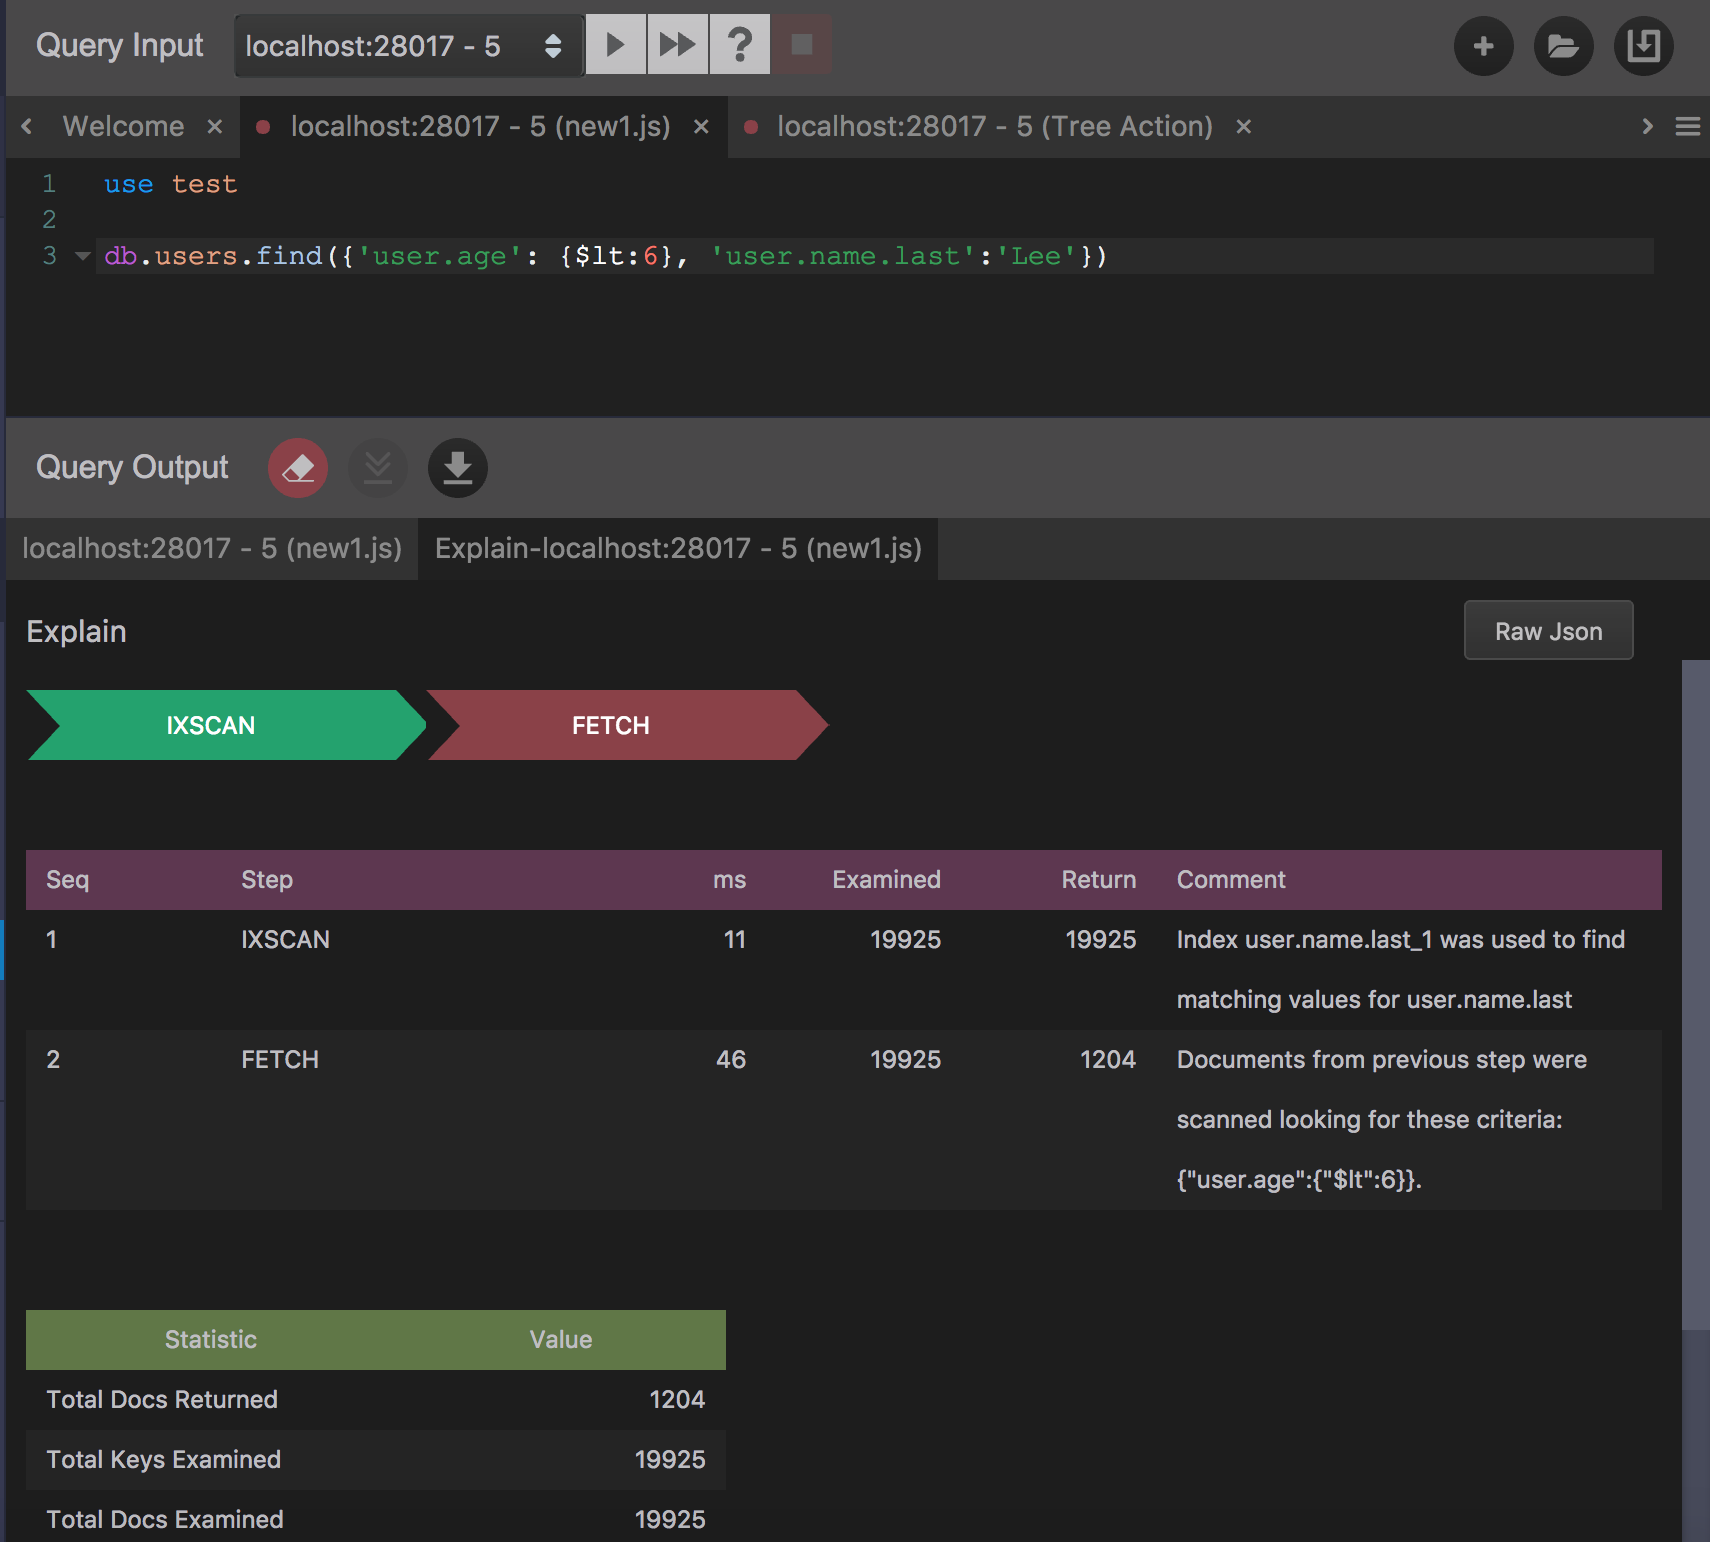 Query Input localhost:28017 - 5 ?
Welcome × localhost:28017 - 5 (new1.js) × localhost:28017 - 5 (Tree Action) ×
1 use test
2
3 db.users.find({'user.age': {$lt:6}, 'user.name.last':'Lee'})
Query Output
localhost:28017 - 5 (new1.js) Explain-localhost:28017 - 5 (new1.js)
Explain Raw Json
IXSCAN FETCH
Seq Step ms Examined Return Comment
1 IXSCAN 11 19925 19925 Index user.name.last_1 was used to find
matching values for user.name.last
2 FETCH 46 19925 1204 Documents from previous step were
scanned looking for these criteria:
{"user.age":{"$lt":6}}.
Statistic Value
Total Docs Returned 1204
Total Keys Examined 19925
Total Docs Examined 19925